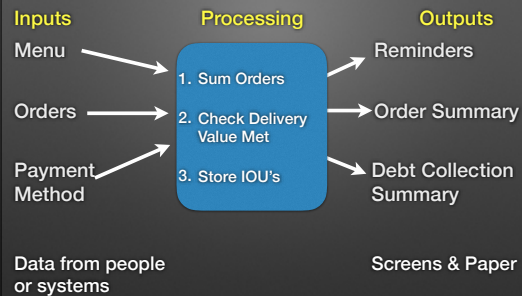 Inputs
Processing
Outputs
Menu
Orders
Payment
Method
1. Sum Orders
2. Check Delivery
Value Met
3. Store IOU's
Reminders
Order Summary
Debt Collection
Summary
Data from people
or systems
Screens & Paper